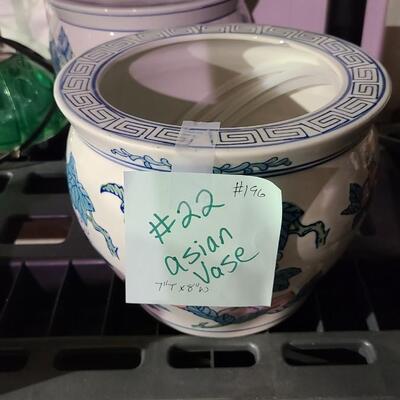 #196
#22
asian
vase
7"T x 8"W